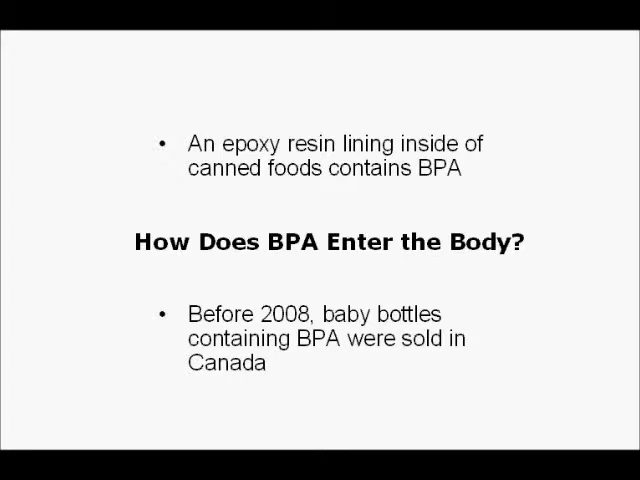 • An epoxy resin lining inside of
canned foods contains BPA
How Does BPA Enter the Body?
• Before 2008, baby bottles
containing BPA were sold in
Canada